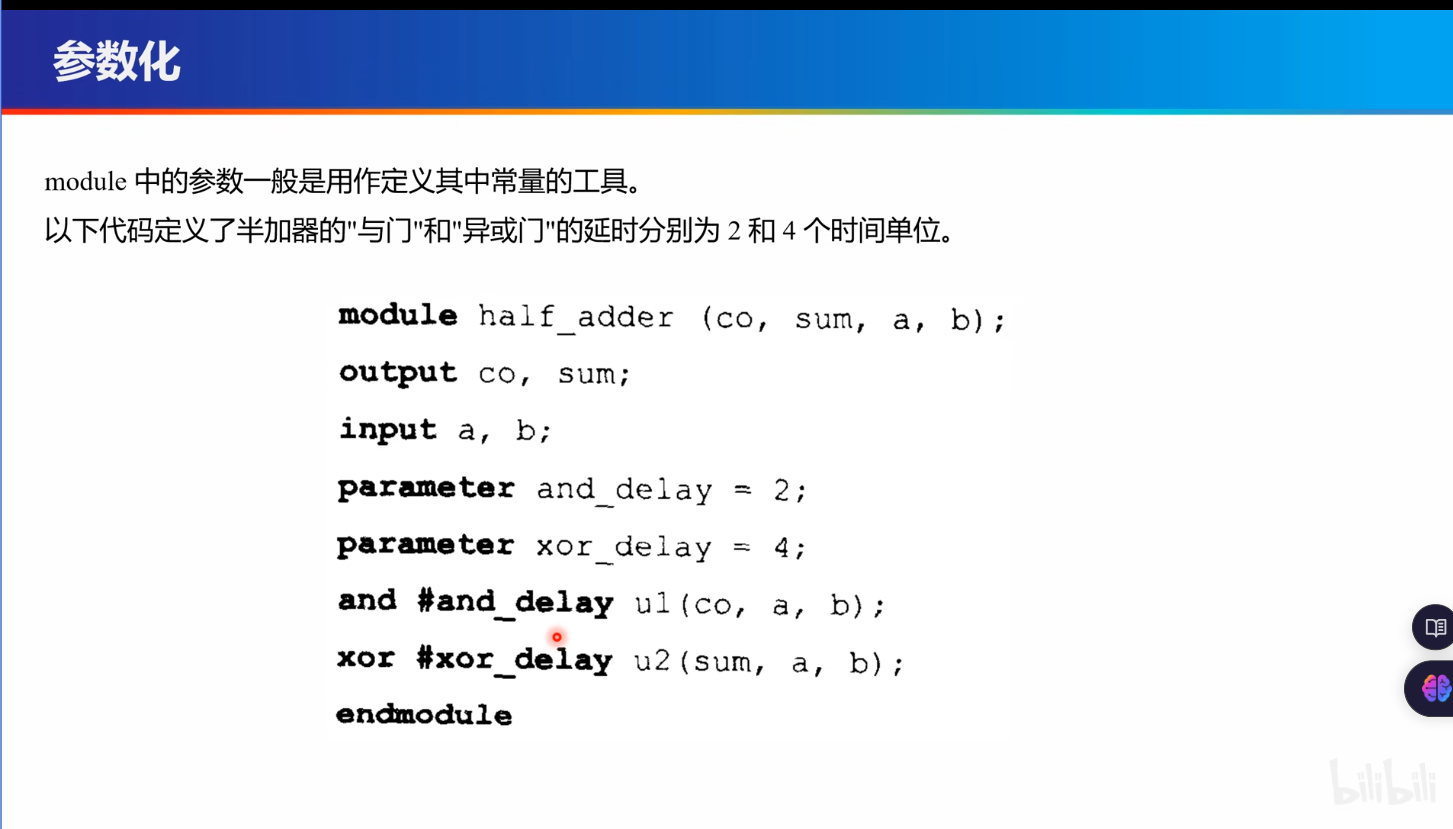 参数化
module 中的参数一般是用作定义其中常量的工具。
以下代码定义了半加器的"与门"和"异或门"的延时分别为 2 和 4 个时间单位。
module half_adder (co, sum, a, b);
output co, sum;
input a, b;
parameter and_delay = 2;
parameter xor_delay = 4;
and #and_delay u1(co, a, b);
xor #xor_delay u2(sum, a, b);
endmodule
bilibili